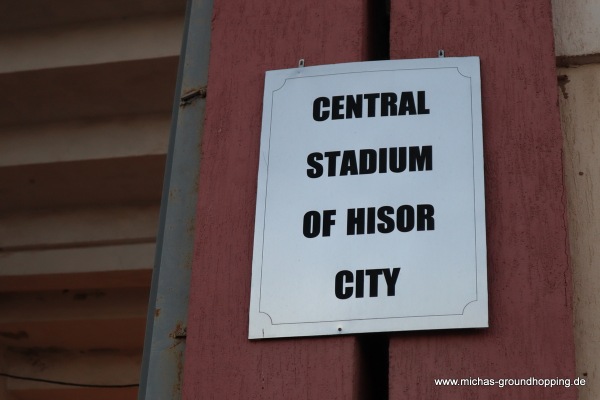 CENTRAL
STADIUM
OF HISOR
CITY
www.michas-groundhopping.de